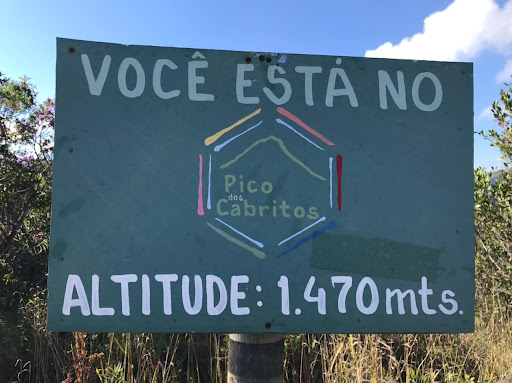 VOCÊ ESTÁ NO
Pico
dos
Cabritos
ALTITUDE: 1.470mts.